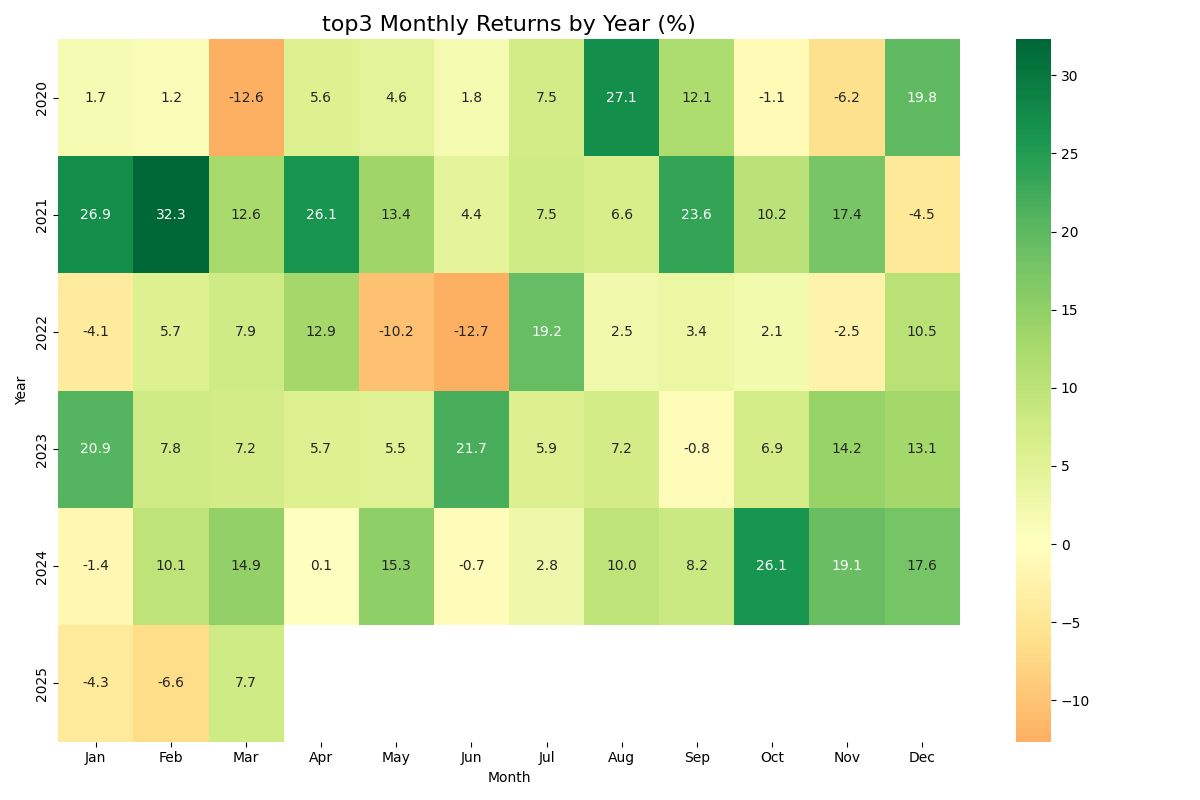 top3 Monthly Returns by Year (%)
2020 1.7 1.2 -12.6 5.6 4.6 1.8 7.5 27.1 12.1 -1.1 -6.2 19.8
2021 26.9 32.3 12.6 26.1 13.4 4.4 7.5 6.6 23.6 10.2 17.4 -4.5
2022 -4.1 5.7 7.9 12.9 -10.2 -12.7 19.2 2.5 3.4 2.1 -2.5 10.5
Year
2023 20.9 7.8 7.2 5.7 5.5 21.7 5.9 7.2 -0.8 6.9 14.2 13.1
2024 -1.4 10.1 14.9 0.1 15.3 -0.7 2.8 10.0 8.2 26.1 19.1 17.6
2025 -4.3 -6.6 7.7
Jan Feb Mar Apr May Jun Jul Aug Sep Oct Nov Dec
Month
30
25
20
15
10
5
0
−5
−10